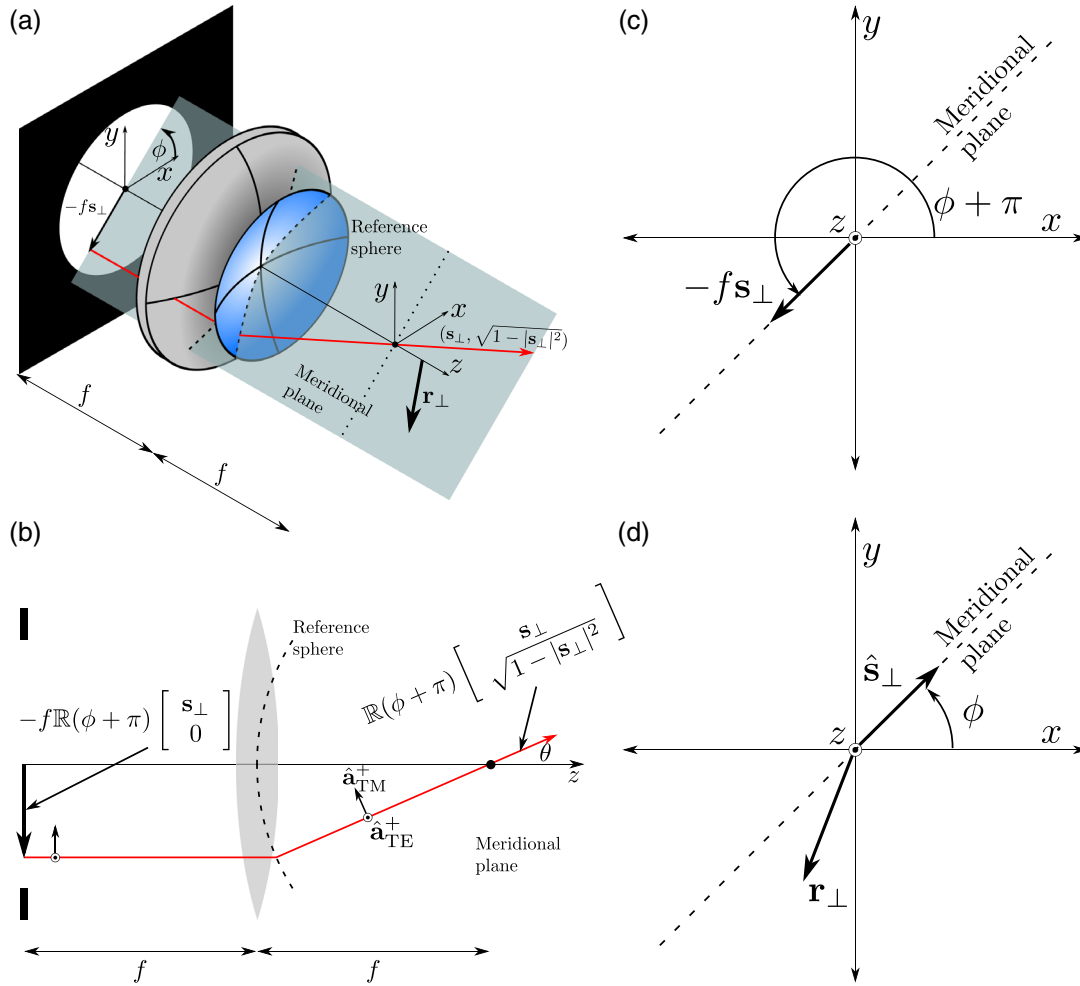 (a)
y
ϕ
x
−fs⊥
Reference
sphere
y
x
(s⊥, √(1 − |s⊥|²))
z
r⊥
Meridional
plane
f
f
(b)
Reference
sphere
ℝ(ϕ + π) [ s⊥ √(1 − |s⊥|²) ]
−fℝ(ϕ + π) [ s⊥ 0 ]
θ
z
â⁺TM
â⁺TE
Meridional
plane
f
f
(c)
y
Meridional
plane
ϕ + π
z
x
−fs⊥
(d)
y
Meridional
plane
ŝ⊥
ϕ
z
x
r⊥